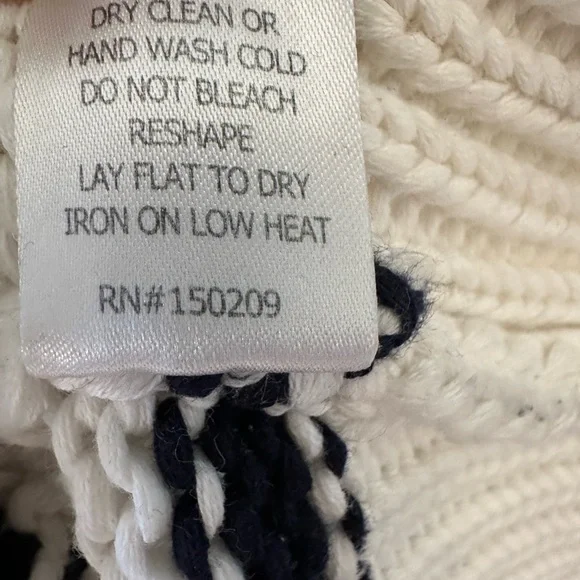 DRY CLEAN OR
HAND WASH COLD
DO NOT BLEACH
RESHAPE
LAY FLAT TO DRY
IRON ON LOW HEAT
RN#150209